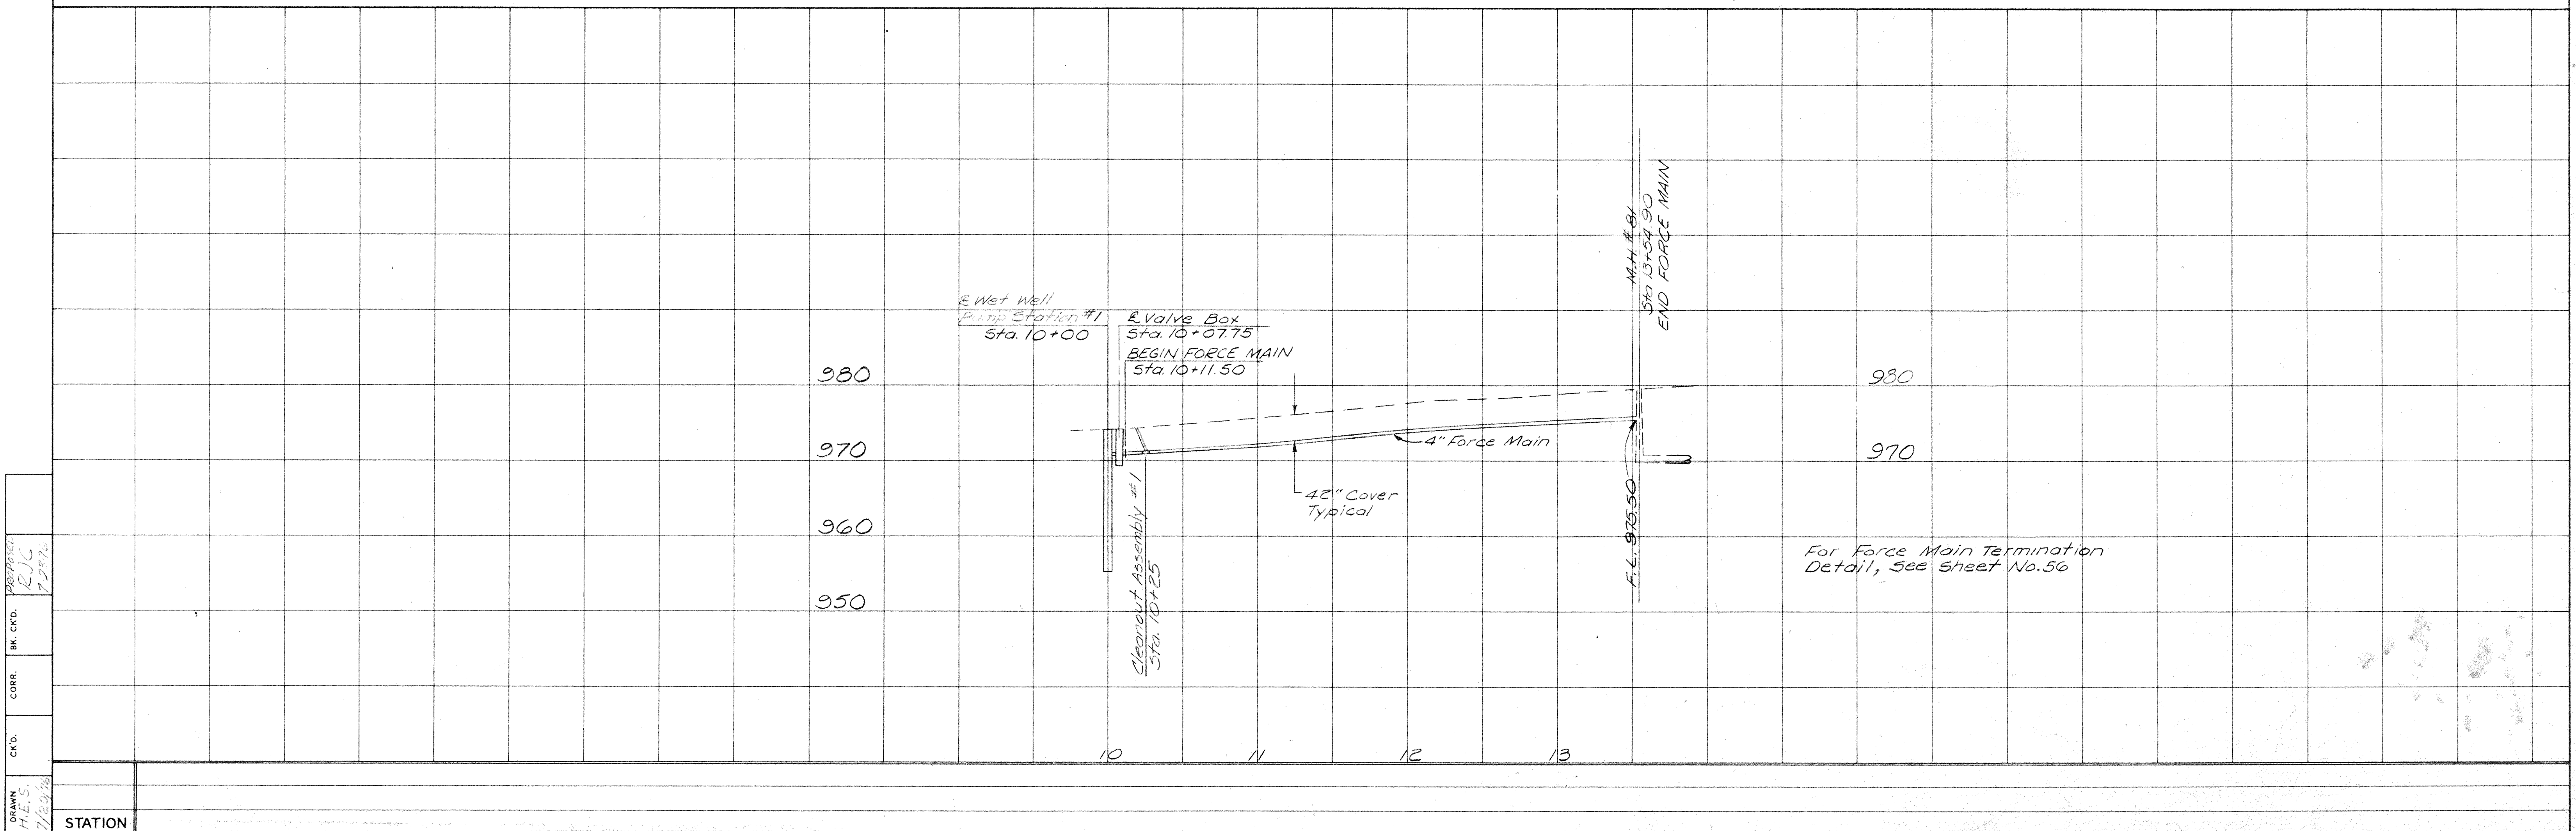 M.H. #81
Sta 13+54.90
END FORCE MAIN
℄ Wet Well
Pump Station #1
Sta. 10+00
℄ Valve Box
Sta. 10+07.75
BEGIN FORCE MAIN
Sta. 10+11.50
980
980
4" Force Main
970
970
42" Cover
Typical
Cleanout Assembly #1
Sta. 10+25
F.L. 975.50
960
For Force Main Termination
Detail, See Sheet No. 56
950
10
11
12
13
PROPOSED
RJC
BK. CK'D.
CORR.
CK'D.
DRAWN
H.E.S.
STATION